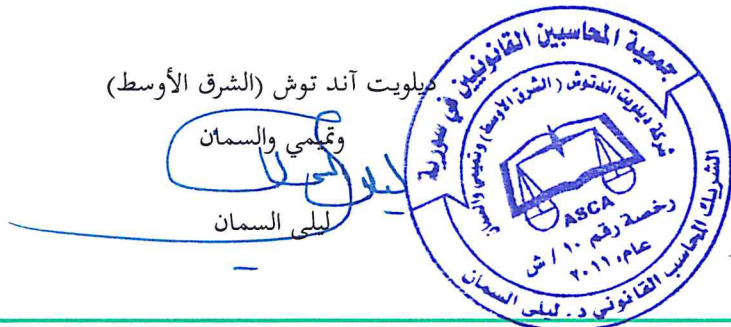 ديلويت آند توش (الشرق الأوسط)
وتميمي والسمان
ليلى السمان
جمعية المحاسبين القانونيين في سورية
شركة ديلويت اند توش (الشرق الأوسط) وتميمي والسمان
ASCA
رخصة رقم ١٠ / ش
عام ٢٠١١
الشريك المحاسب القانوني د. ليلى السمان